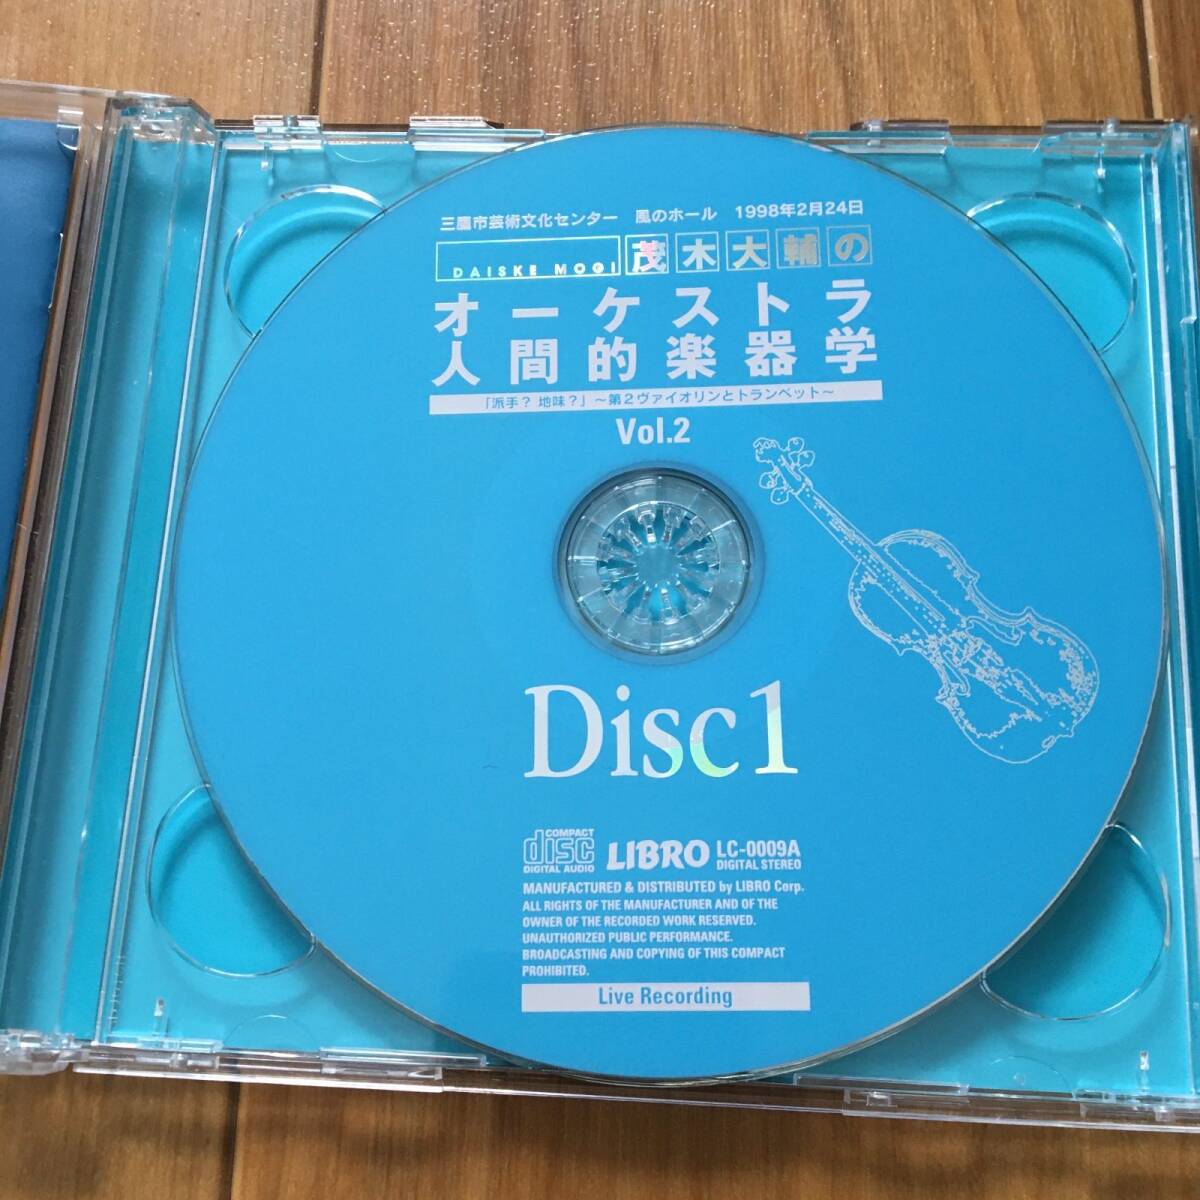 三鷹市芸術文化センター　風のホール　1998年2月24日
DAISKE MOGI 茂木大輔の
オーケストラ
人間的楽器学
「派手？ 地味？」～第2ヴァイオリンとトランペット～
Vol.2
Disc1
COMPACT
disc
DIGITAL AUDIO
LIBRO LC-0009A
DIGITAL STEREO
MANUFACTURED & DISTRIBUTED by LIBRO Corp.
ALL RIGHTS OF THE MANUFACTURER AND OF THE
OWNER OF THE RECORDED WORK RESERVED.
UNAUTHORIZED PUBLIC PERFORMANCE.
BROADCASTING AND COPYING OF THIS COMPACT
PROHIBITED.
Live Recording